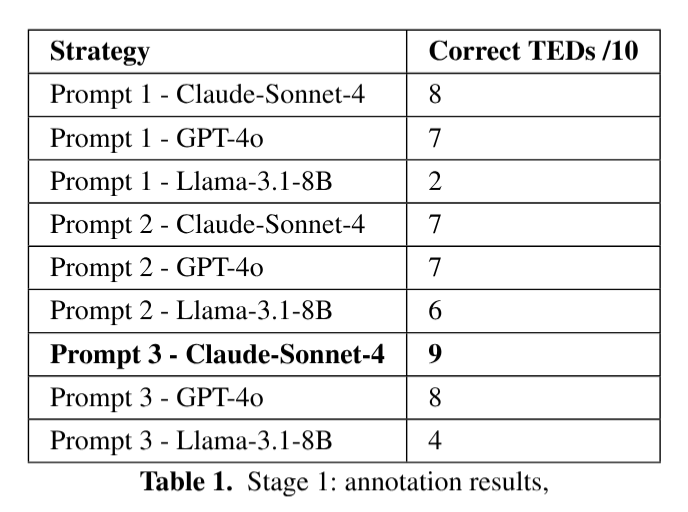 Strategy Correct TEDs /10
Prompt 1 - Claude-Sonnet-4 8
Prompt 1 - GPT-4o 7
Prompt 1 - Llama-3.1-8B 2
Prompt 2 - Claude-Sonnet-4 7
Prompt 2 - GPT-4o 7
Prompt 2 - Llama-3.1-8B 6
Prompt 3 - Claude-Sonnet-4 9
Prompt 3 - GPT-4o 8
Prompt 3 - Llama-3.1-8B 4
Table 1. Stage 1: annotation results,